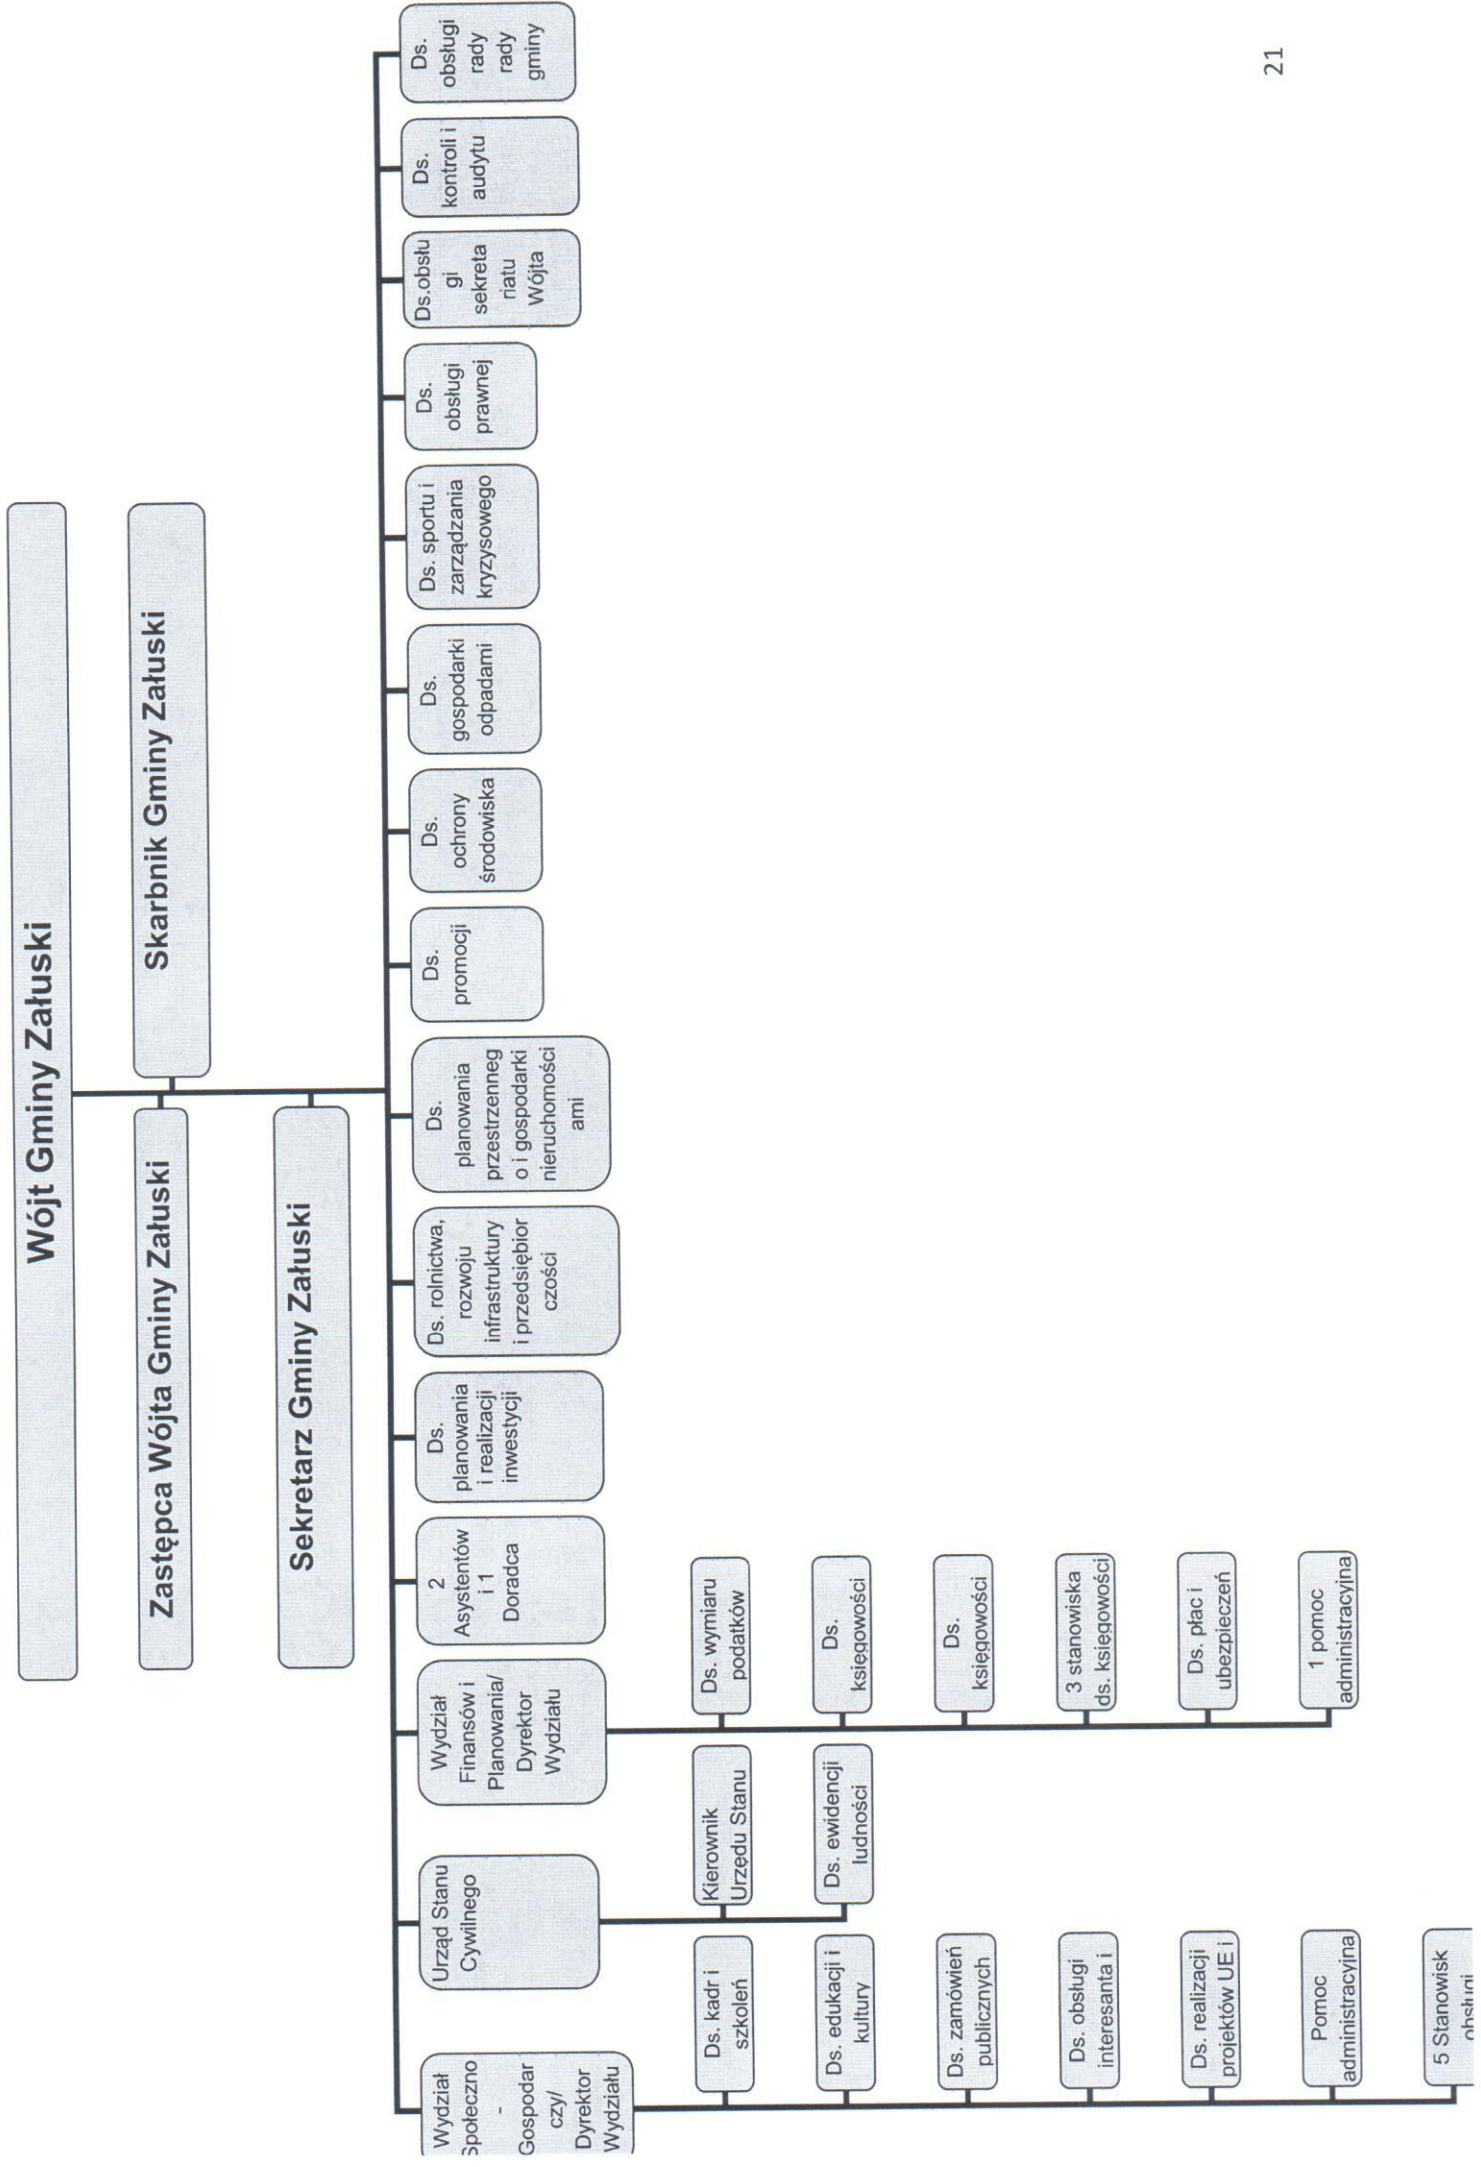 Wójt Gminy Załuski
Zastępca Wójta Gminy Załuski
Skarbnik Gminy Załuski
Sekretarz Gminy Załuski
Wydział
Społeczno
-
Gospodar
czy/
Dyrektor
Wydziału
Urząd Stanu
Cywilnego
Wydział
Finansów i
Planowania/
Dyrektor
Wydziału
2
Asystentów
i 1
Doradca
Ds.
planowania
i realizacji
inwestycji
Ds. rolnictwa,
rozwoju
infrastruktury
i przedsiębior
czości
Ds.
planowania
przestrzenneg
o i gospodarki
nieruchomości
ami
Ds.
promocji
Ds.
ochrony
środowiska
Ds.
gospodarki
odpadami
Ds. sportu i
zarządzania
kryzysowego
Ds.
obsługi
prawnej
Ds.obsłu
gi
sekreta
riatu
Wójta
Ds.
kontroli i
audytu
Ds.
obsługi
rady
rady
gminy
Ds. kadr i
szkoleń
Ds. edukacji i
kultury
Ds. zamówień
publicznych
Ds. obsługi
interesanta i
Ds. realizacji
projektów UE i
Pomoc
administracyjna
5 Stanowisk
obsługi
Kierownik
Urzędu Stanu
Ds. ewidencji
ludności
Ds. wymiaru
podatków
Ds.
księgowości
Ds.
księgowości
3 stanowiska
ds. księgowości
Ds. płac i
ubezpieczeń
1 pomoc
administracyjna
21